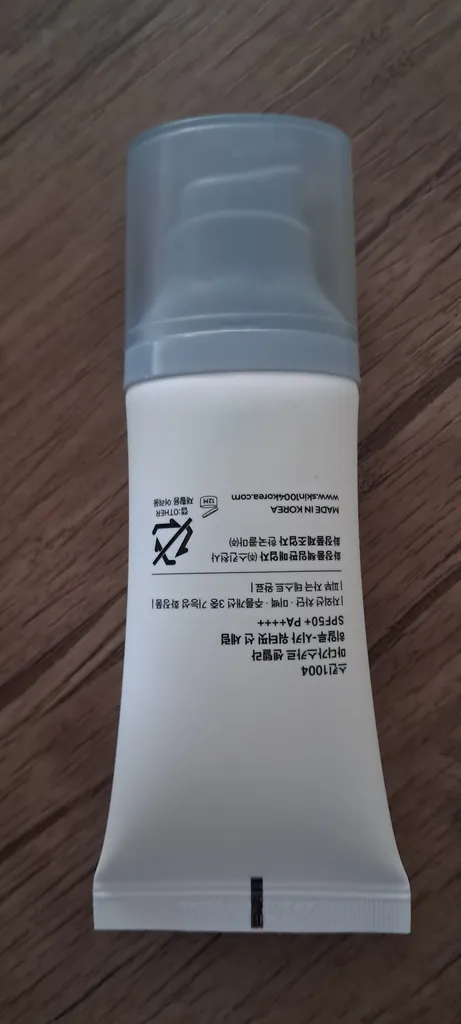 스킨1004
마다가스카르 센텔라
히알루-시카 워터핏 선 세럼
SPF50+ PA++++
|자외선 차단 · 미백 · 주름개선 3중 기능성 화장품|
|피부 자극 테스트 완료|
화장품책임판매업자 ㈜스킨천사
화장품제조업자 한국콜마㈜
MADE IN KOREA
www.skin1004korea.com
캡:OTHER
재활용 어려움
12M